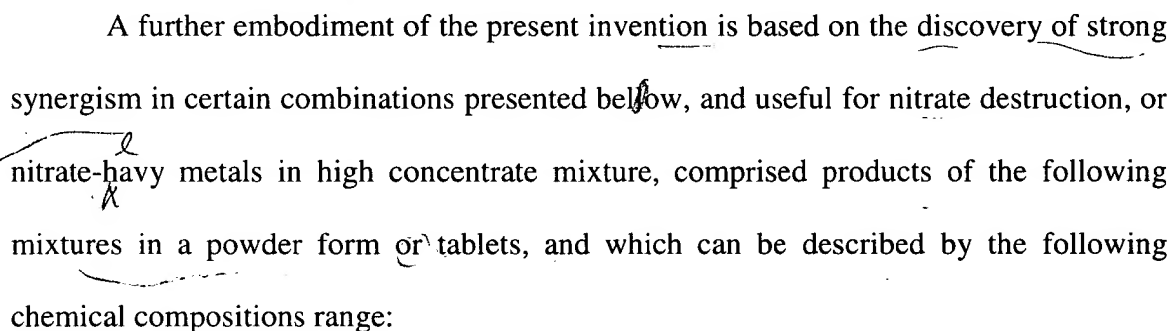 A further embodiment of the present invention is based on the discovery of strong
synergism in certain combinations presented bellow, and useful for nitrate destruction, or
nitrate-havy metals in high concentrate mixture, comprised products of the following
mixtures in a powder form or tablets, and which can be described by the following
chemical compositions range: